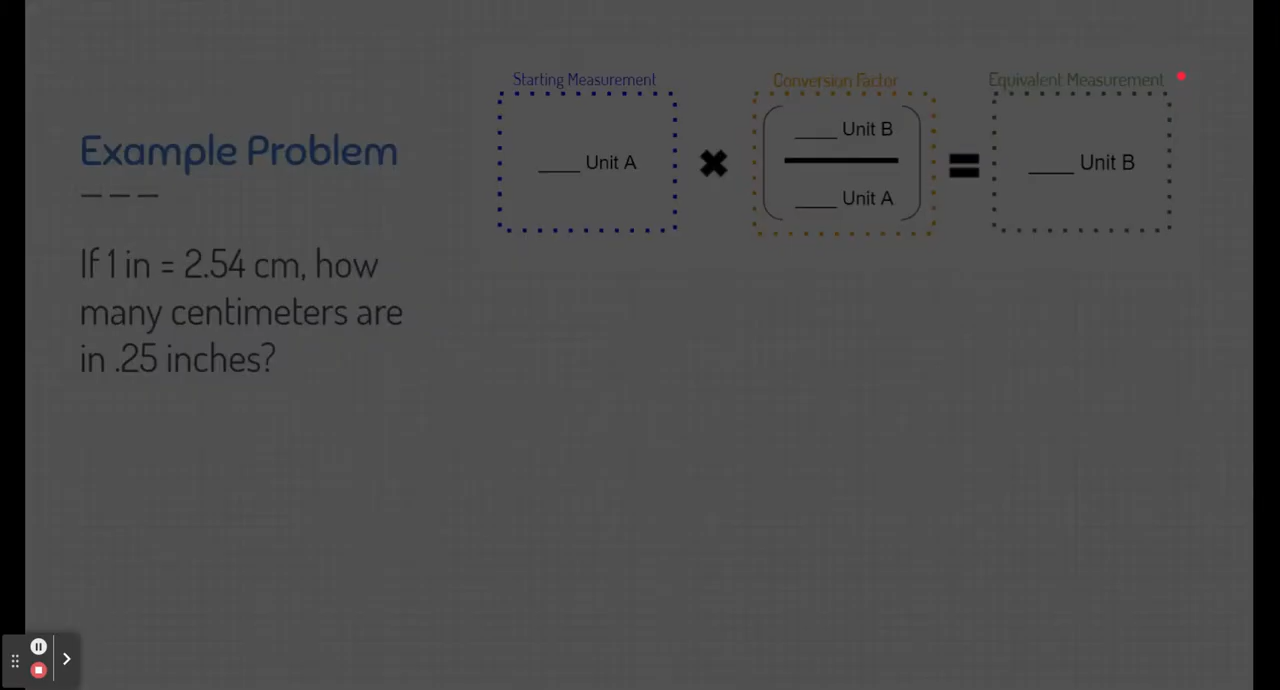 Starting Measurement
Conversion Factor
Equivalent Measurement
Example Problem
____ Unit A
____ Unit B
____ Unit A
____ Unit B
If 1 in = 2.54 cm, how
many centimeters are
in .25 inches?